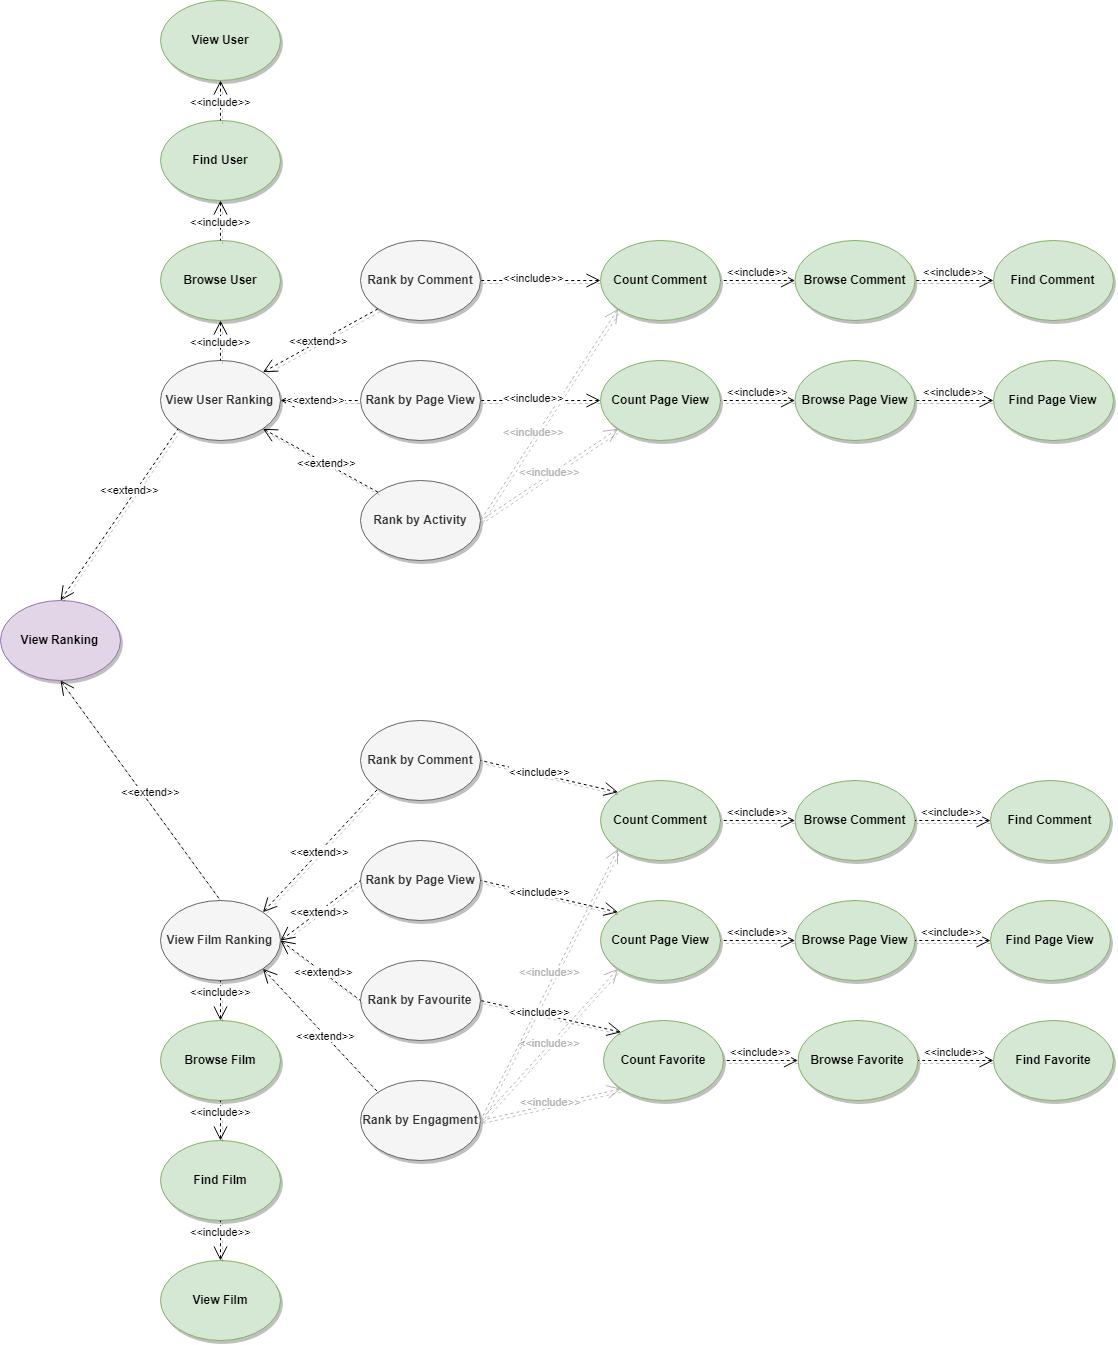 View User
<<include>>
Find User
<<include>>
Browse User
<<include>>
View User Ranking
Rank by Comment
<<include>>
Count Comment
<<include>>
Browse Comment
<<include>>
Find Comment
<<extend>>
<<extend>>
Rank by Page View
<<include>>
Count Page View
<<include>>
Browse Page View
<<include>>
Find Page View
<<include>>
<<extend>>
<<include>>
Rank by Activity
<<extend>>
View Ranking
<<extend>>
Rank by Comment
<<include>>
Count Comment
<<include>>
Browse Comment
<<include>>
Find Comment
<<extend>>
Rank by Page View
<<include>>
Count Page View
<<include>>
Browse Page View
<<include>>
Find Page View
<<extend>>
View Film Ranking
<<extend>>
<<include>>
Rank by Favourite
<<include>>
Count Favorite
<<include>>
Browse Favorite
<<include>>
Find Favorite
<<extend>>
<<include>>
<<include>>
Rank by Engagment
<<include>>
Browse Film
<<include>>
Find Film
<<include>>
View Film